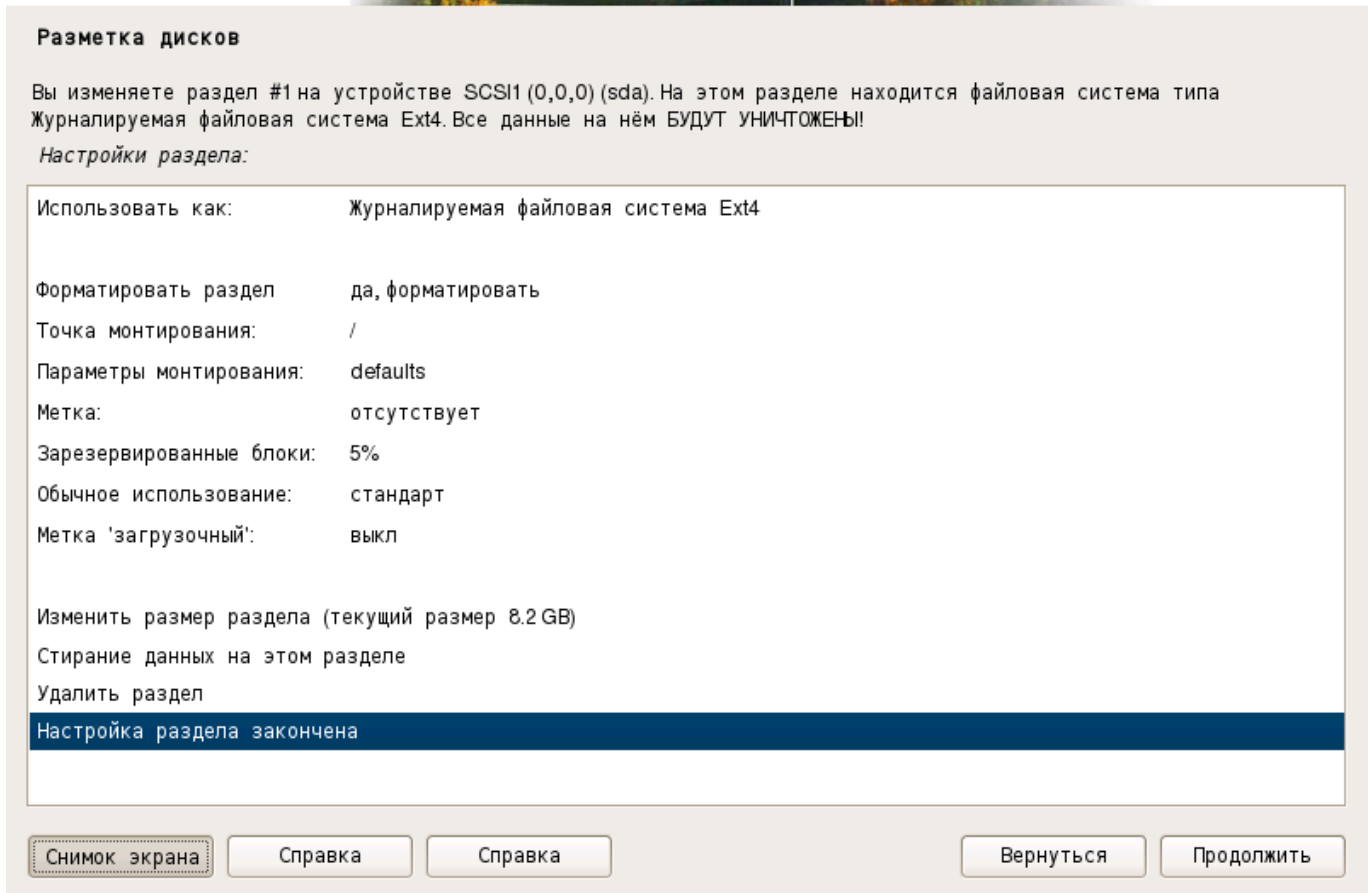 Разметка дисков
Вы изменяете раздел #1 на устройстве SCSI1 (0,0,0) (sda). На этом разделе находится файловая система типа
Журналируемая файловая система Ext4. Все данные на нём БУДУТ УНИЧТОЖЕНЫ!
Настройки раздела:
Использовать как: Журналируемая файловая система Ext4
Форматировать раздел да, форматировать
Точка монтирования: /
Параметры монтирования: defaults
Метка: отсутствует
Зарезервированные блоки: 5%
Обычное использование: стандарт
Метка 'загрузочный': выкл
Изменить размер раздела (текущий размер 8.2 GB)
Стирание данных на этом разделе
Удалить раздел
Настройка раздела закончена
Снимок экрана Справка Справка Вернуться Продолжить